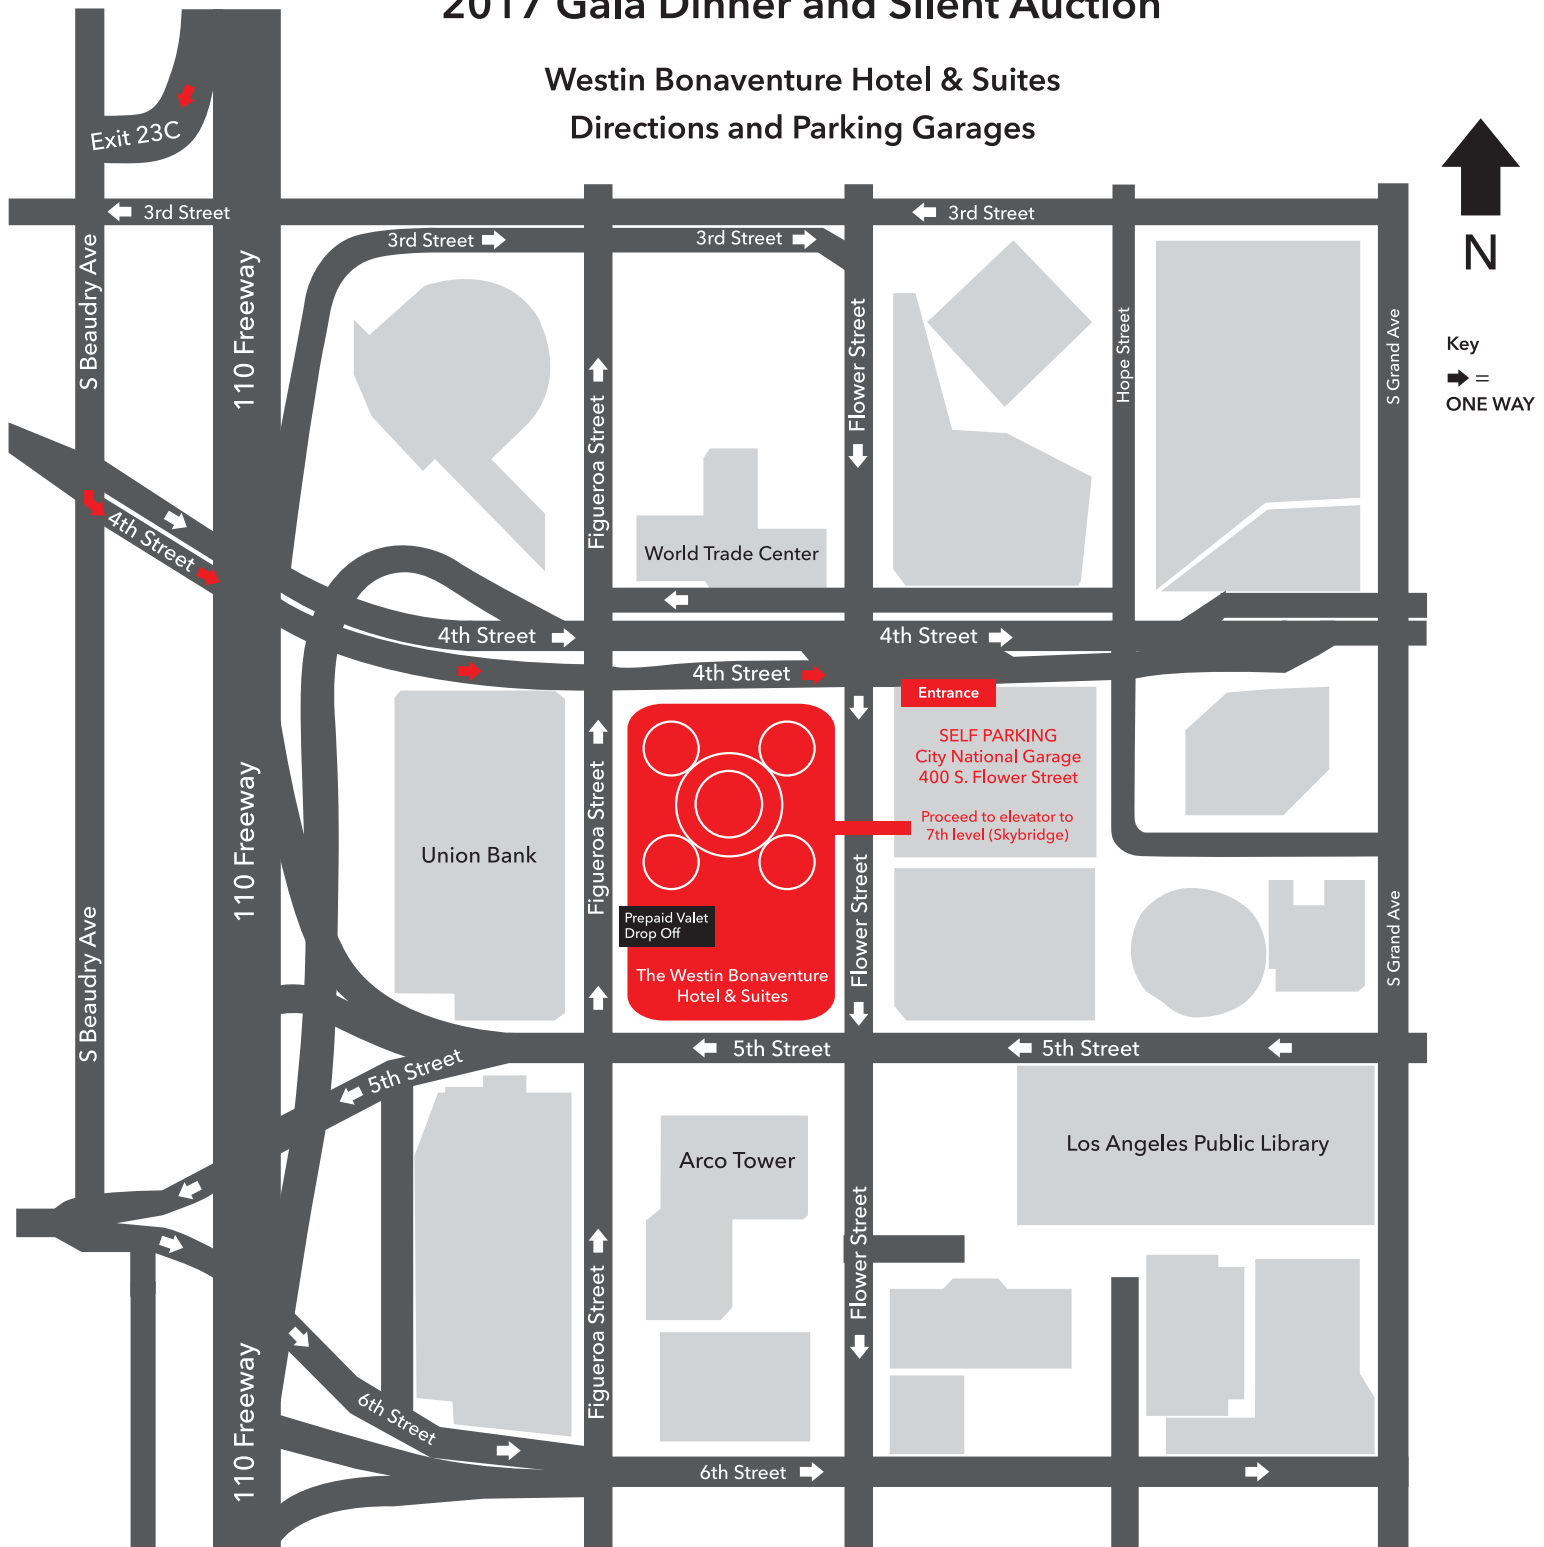 2017 Gala Dinner and Silent Auction
Westin Bonaventure Hotel & Suites
Directions and Parking Garages
Exit 23C
N
Key
=
ONE WAY
3rd Street
3rd Street
3rd Street
3rd Street
S Beaudry Ave
110 Freeway
Figueroa Street
Flower Street
Hope Street
S Grand Ave
4th Street
World Trade Center
4th Street
4th Street
4th Street
Entrance
SELF PARKING
City National Garage
400 S. Flower Street
Proceed to elevator to
7th level (Skybridge)
110 Freeway
Union Bank
Figueroa Street
Prepaid Valet
Drop Off
The Westin Bonaventure
Hotel & Suites
Flower Street
S Grand Ave
S Beaudry Ave
5th Street
5th Street
5th Street
Arco Tower
Los Angeles Public Library
110 Freeway
Figueroa Street
Flower Street
6th Street
6th Street